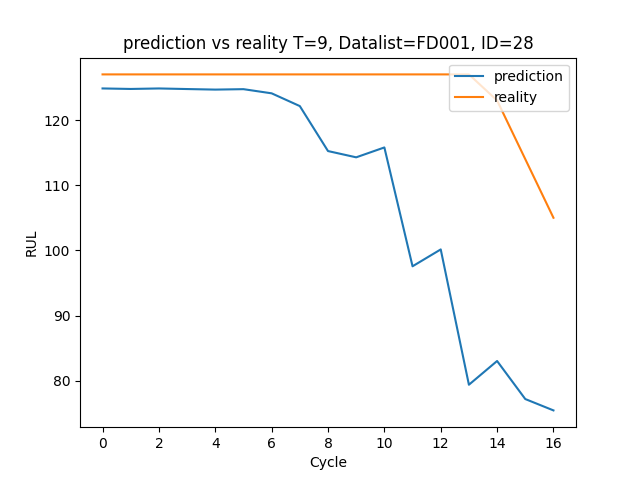 prediction vs reality T=9, Datalist=FD001, ID=28
prediction
reality
RUL
120
110
100
90
80
0 2 4 6 8 10 12 14 16
Cycle